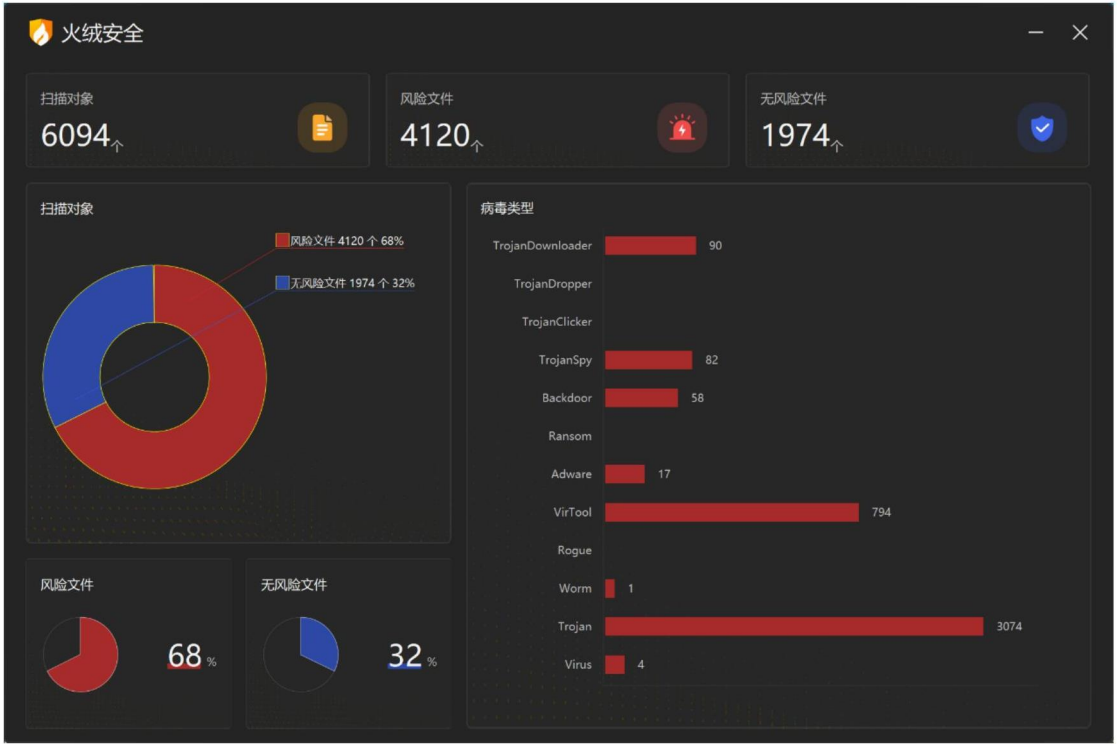 火绒安全
扫描对象
6094个
风险文件
4120个
无风险文件
1974个
扫描对象
风险文件 4120 个 68%
无风险文件 1974 个 32%
风险文件
68 %
无风险文件
32 %
病毒类型
TrojanDownloader 90
TrojanDropper
TrojanClicker
TrojanSpy 82
Backdoor 58
Ransom
Adware 17
VirTool 794
Rogue
Worm 1
Trojan 3074
Virus 4